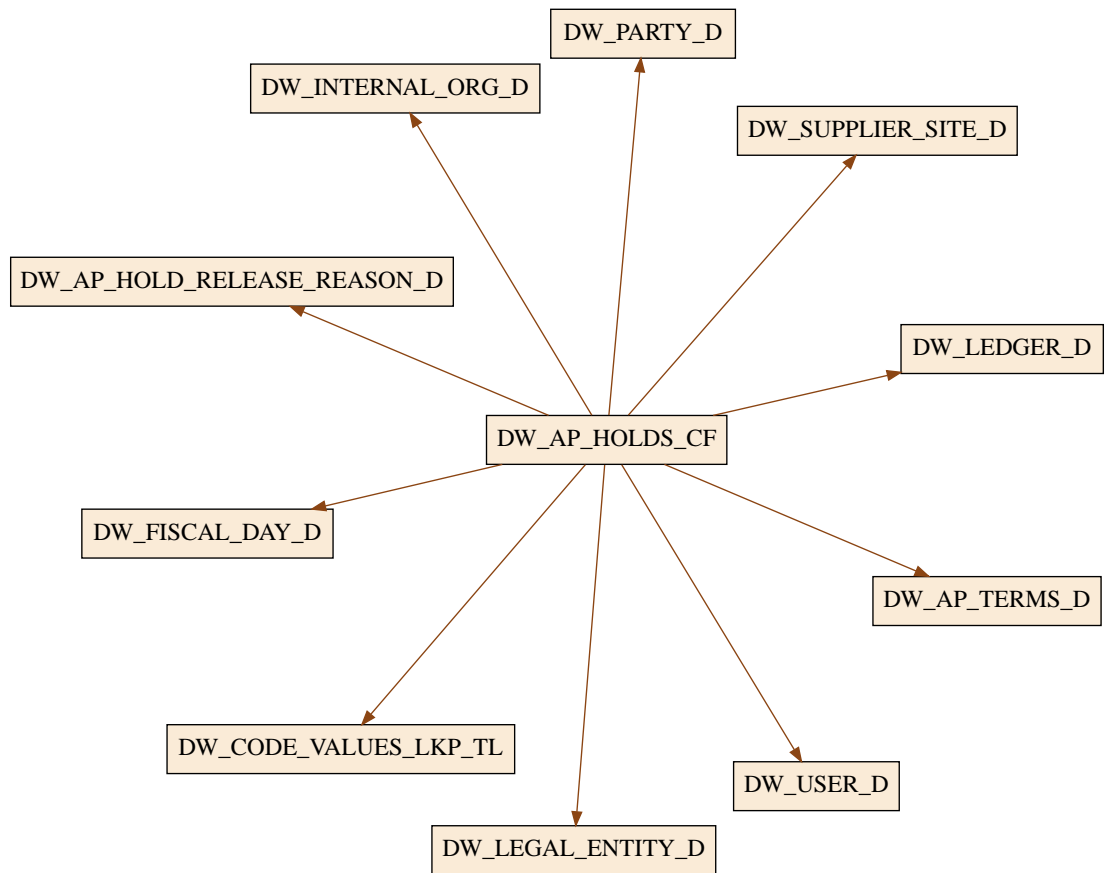 DW_PARTY_D
DW_INTERNAL_ORG_D
DW_SUPPLIER_SITE_D
DW_AP_HOLD_RELEASE_REASON_D
DW_LEDGER_D
DW_AP_HOLDS_CF
DW_FISCAL_DAY_D
DW_AP_TERMS_D
DW_CODE_VALUES_LKP_TL
DW_USER_D
DW_LEGAL_ENTITY_D